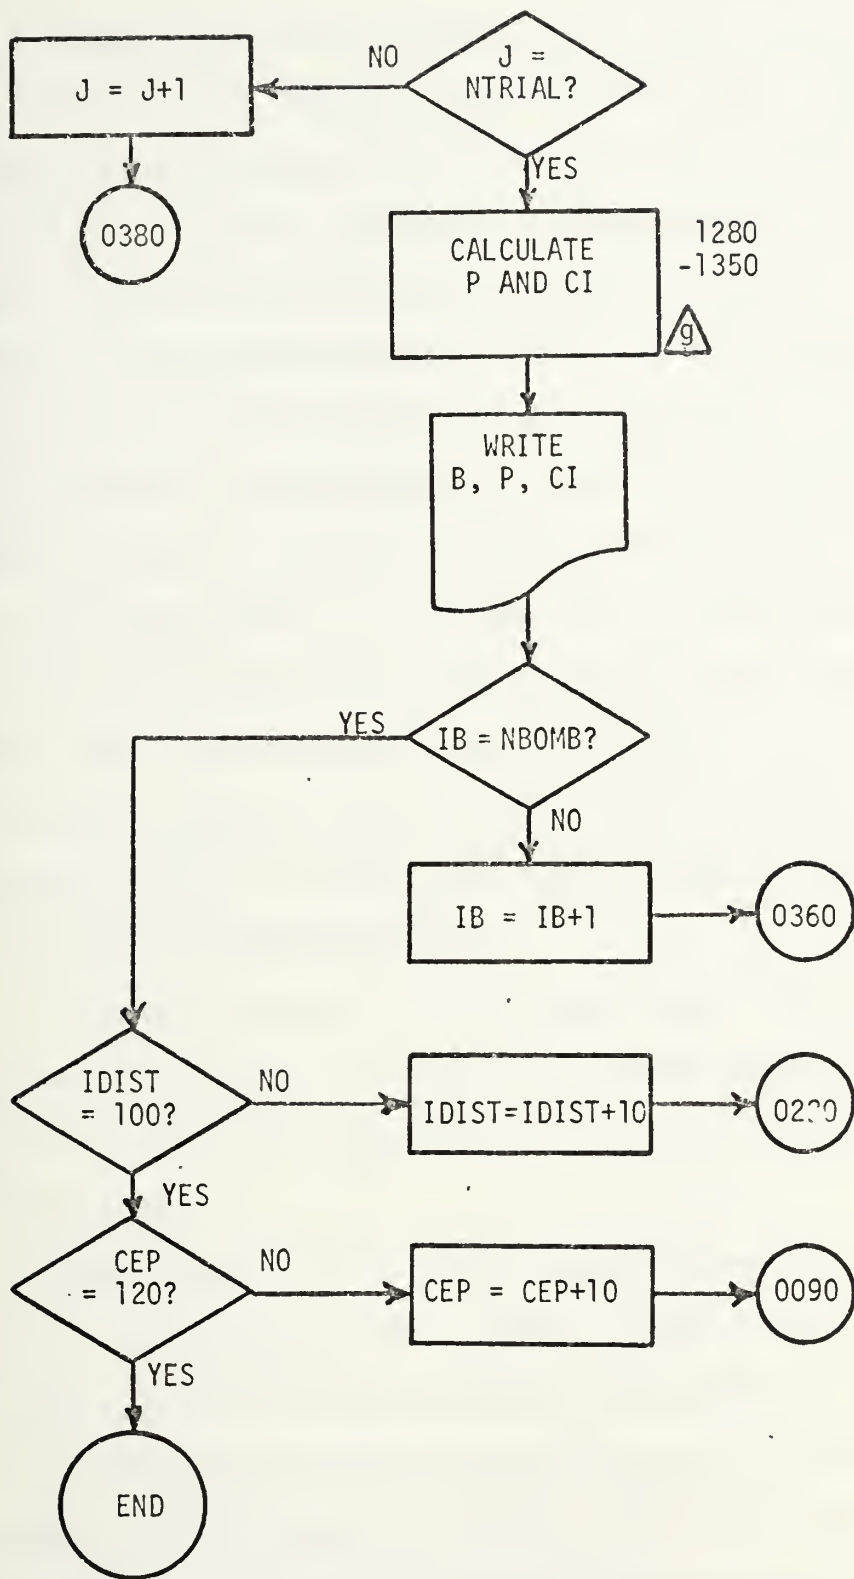 J =
NTRIAL?
NO
J = J+1
0380
YES
CALCULATE
P AND CI
1280
-1350
g
WRITE
B, P, CI
IB = NBOMB?
YES
NO
IB = IB+1
0360
IDIST
= 100?
NO
IDIST=IDIST+10
YES
CEP
= 120?
NO
CEP = CEP+10
0090
YES
END